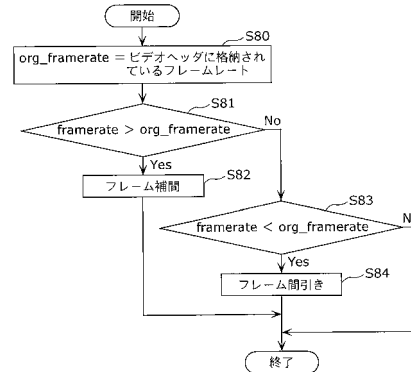 開始
S80
org_framerate = ビデオヘッダに格納され
ているフレームレート
S81
framerate > org_framerate
No
Yes
S82
フレーム補間
S83
framerate < org_framerate
N
Yes
S84
フレーム間引き
終了